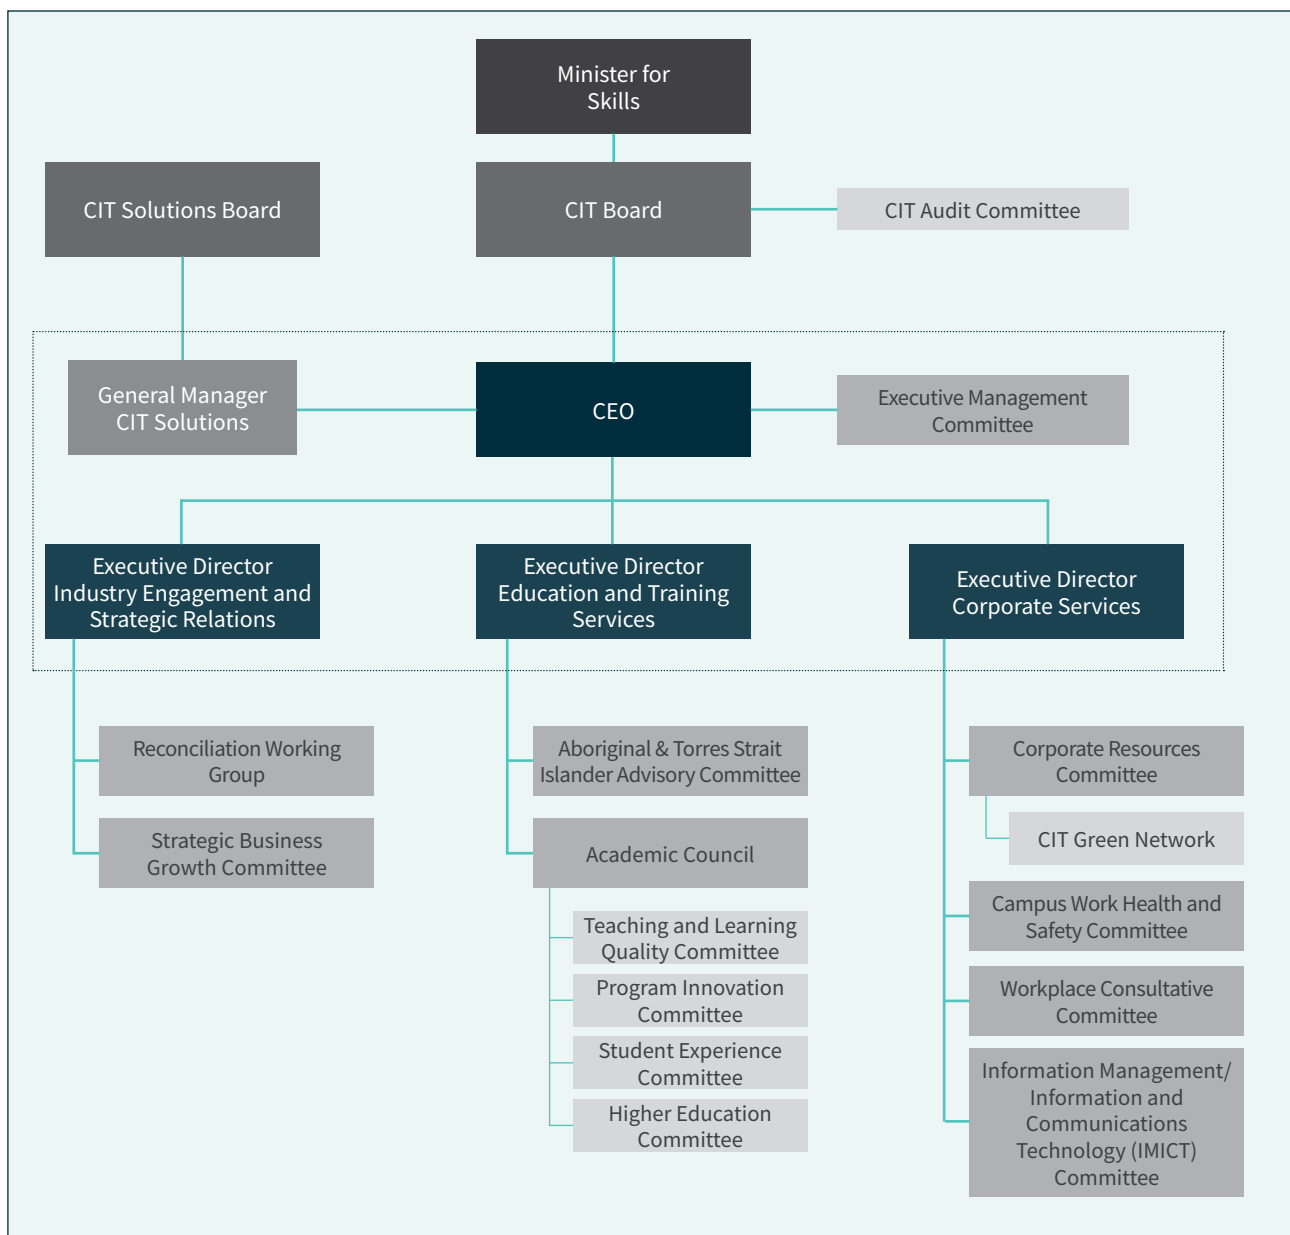 Minister for
Skills
CIT Solutions Board
CIT Board
CIT Audit Committee
General Manager
CIT Solutions
CEO
Executive Management
Committee
Executive Director
Industry Engagement and
Strategic Relations
Executive Director
Education and Training
Services
Executive Director
Corporate Services
Reconciliation Working
Group
Strategic Business
Growth Committee
Aboriginal & Torres Strait
Islander Advisory Committee
Academic Council
Teaching and Learning
Quality Committee
Program Innovation
Committee
Student Experience
Committee
Higher Education
Committee
Corporate Resources
Committee
CIT Green Network
Campus Work Health and
Safety Committee
Workplace Consultative
Committee
Information Management/
Information and
Communications
Technology (IMICT)
Committee